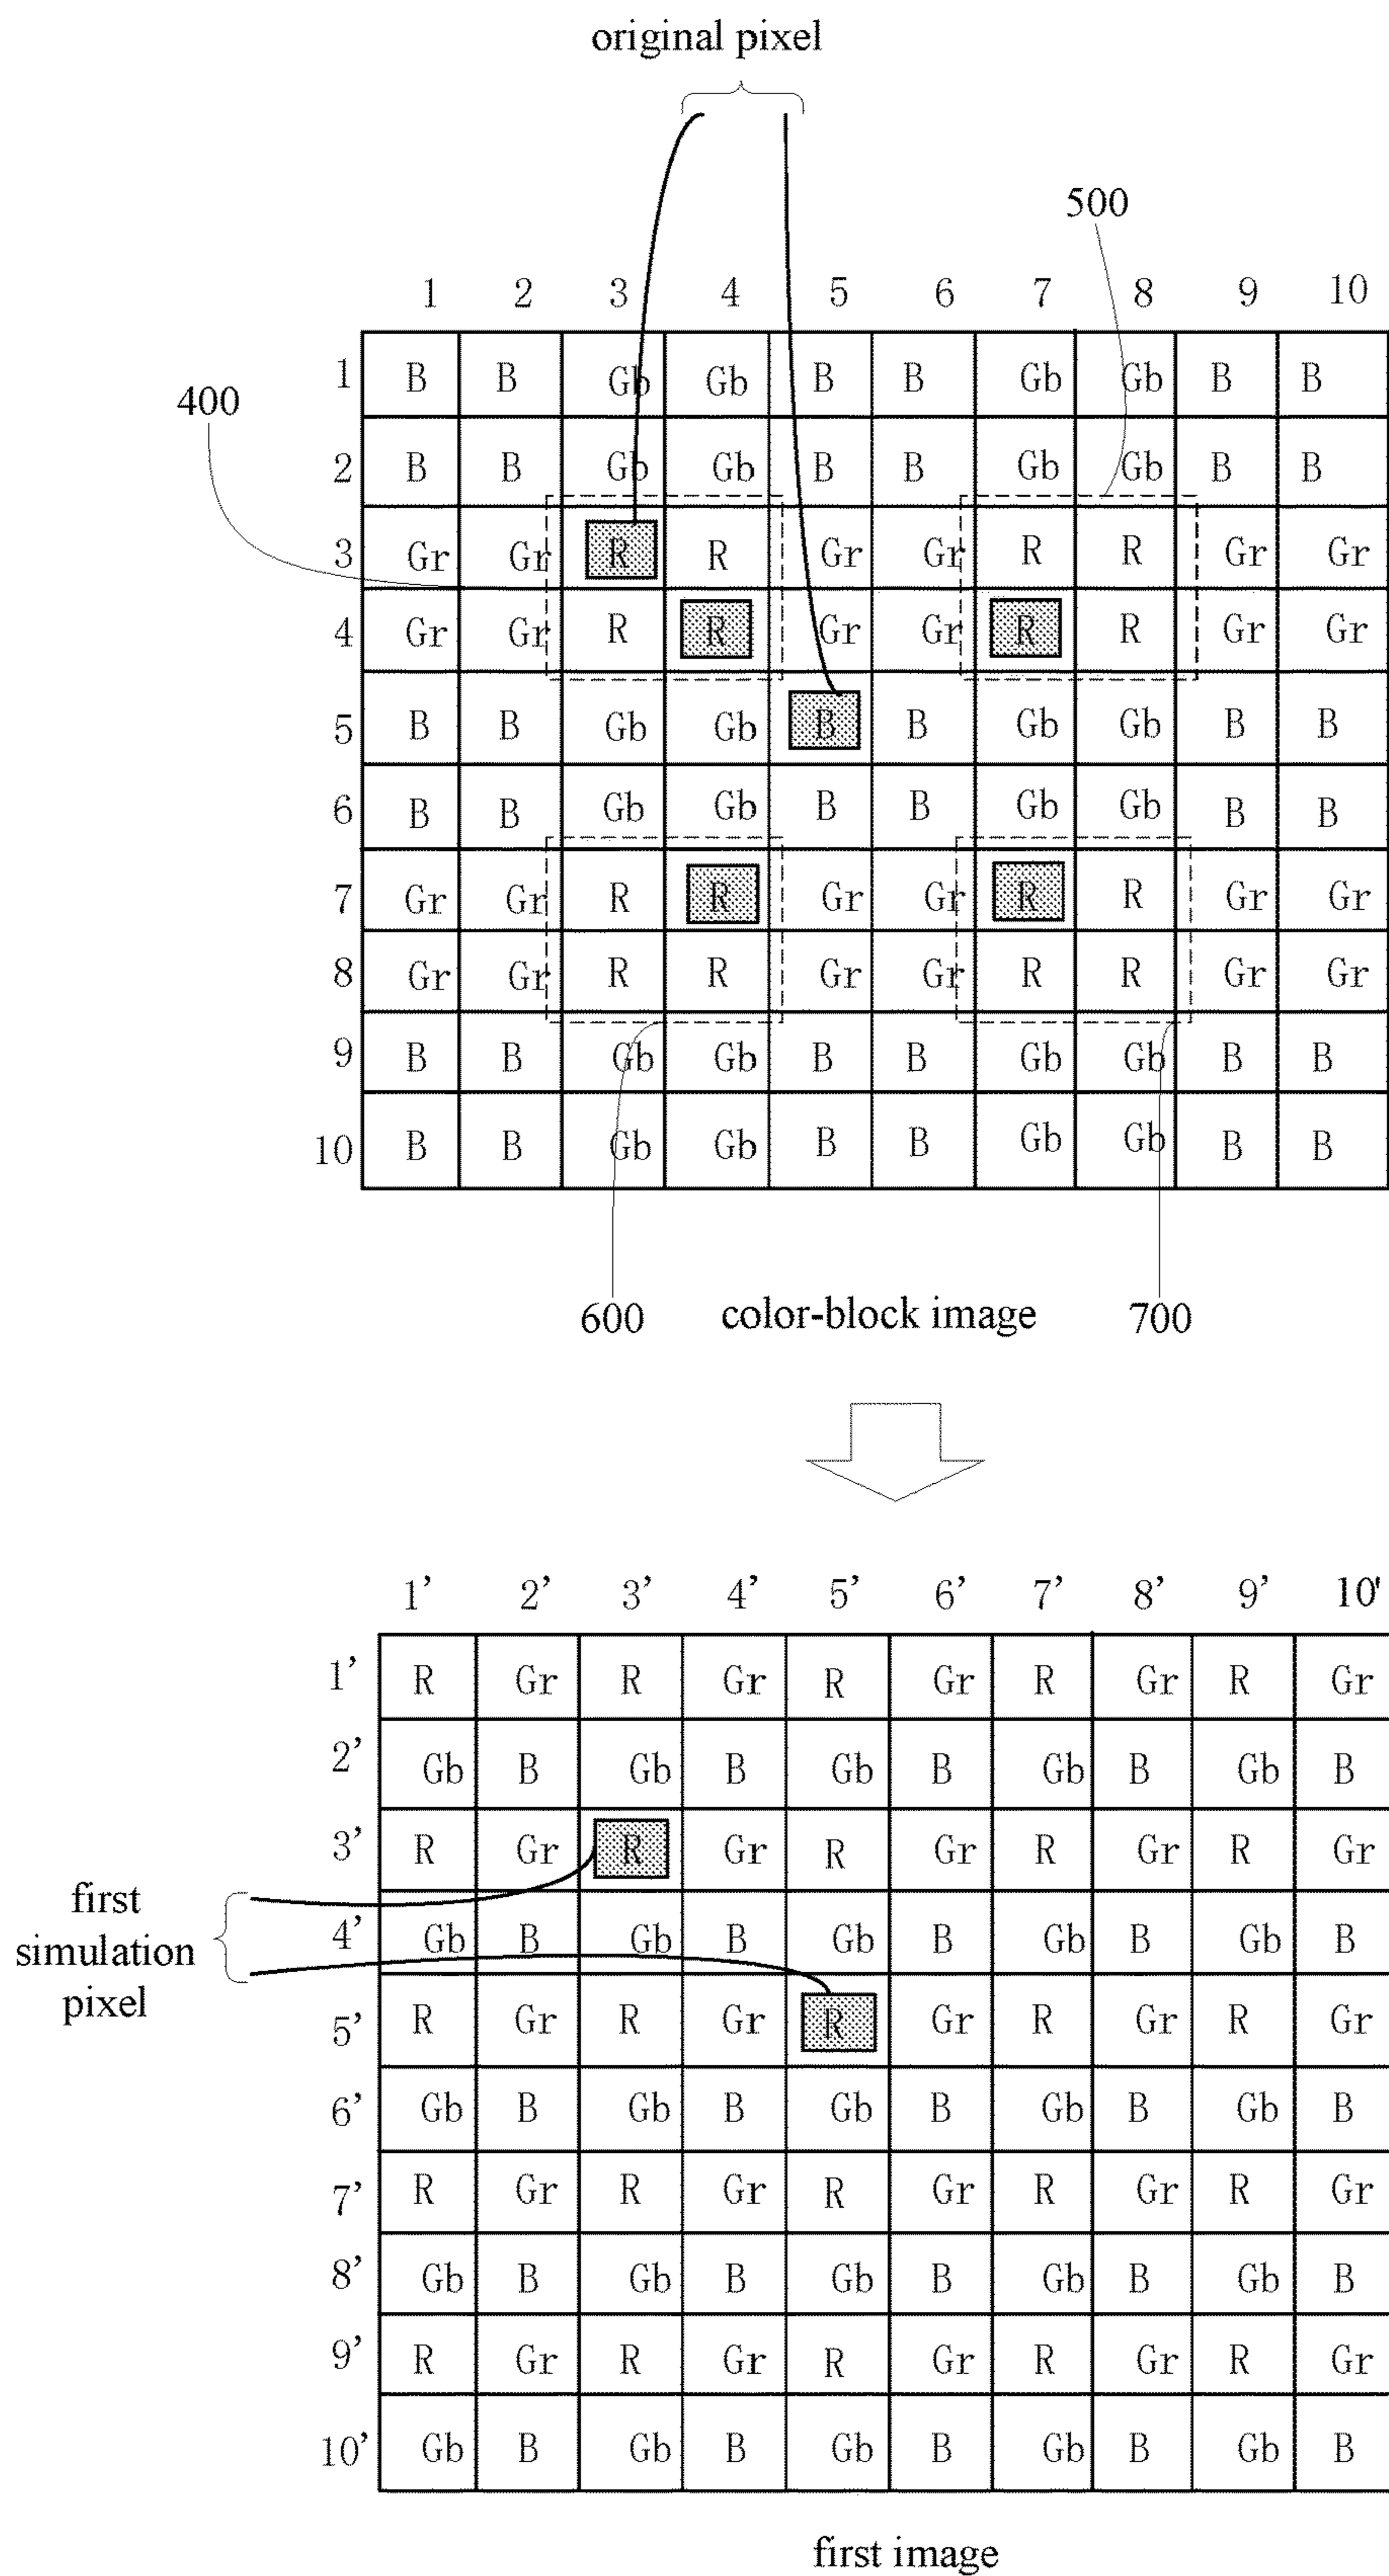 original pixel
500
1 2 3 4 5 6 7 8 9 10
400
1 B B Gb Gb B B Gb Gb B B
2 B B Gb Gb B B Gb Gb B B
3 Gr Gr R R Gr Gr R R Gr Gr
4 Gr Gr R R Gr Gr R R Gr Gr
5 B B Gb Gb B B Gb Gb B B
6 B B Gb Gb B B Gb Gb B B
7 Gr Gr R R Gr Gr R R Gr Gr
8 Gr Gr R R Gr Gr R R Gr Gr
9 B B Gb Gb B B Gb Gb B B
10 B B Gb Gb B B Gb Gb B B
600 color-block image 700
1' 2' 3' 4' 5' 6' 7' 8' 9' 10'
1' R Gr R Gr R Gr R Gr R Gr
2' Gb B Gb B Gb B Gb B Gb B
3' R Gr R Gr R Gr R Gr R Gr
first
simulation
pixel
4' Gb B Gb B Gb B Gb B Gb B
5' R Gr R Gr R Gr R Gr R Gr
6' Gb B Gb B Gb B Gb B Gb B
7' R Gr R Gr R Gr R Gr R Gr
8' Gb B Gb B Gb B Gb B Gb B
9' R Gr R Gr R Gr R Gr R Gr
10' Gb B Gb B Gb B Gb B Gb B
first image